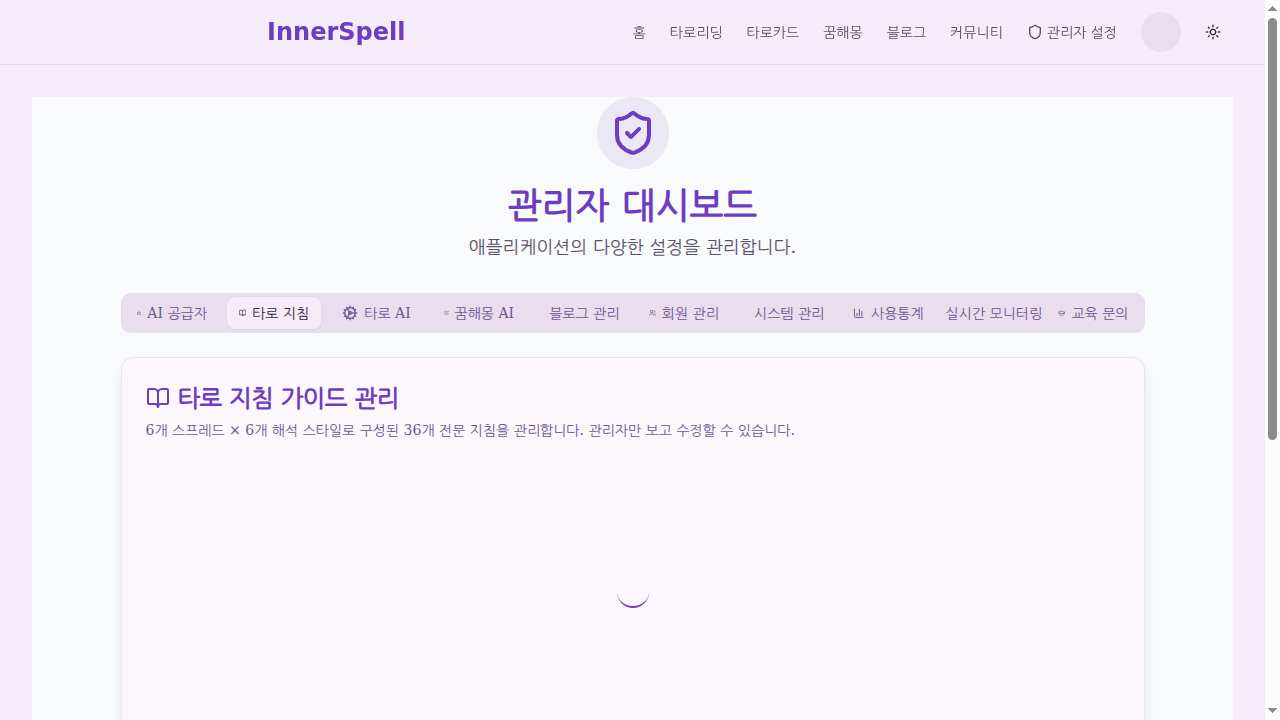 InnerSpell
홈 타로리딩 타로카드 꿈해몽 블로그 커뮤니티 관리자 설정
관리자 대시보드
애플리케이션의 다양한 설정을 관리합니다.
AI 공급자 타로 지침 타로 AI 꿈해몽 AI 블로그 관리 회원 관리 시스템 관리 사용통계 실시간 모니터링 교육 문의
타로 지침 가이드 관리
6개 스프레드 × 6개 해석 스타일로 구성된 36개 전문 지침을 관리합니다. 관리자만 보고 수정할 수 있습니다.